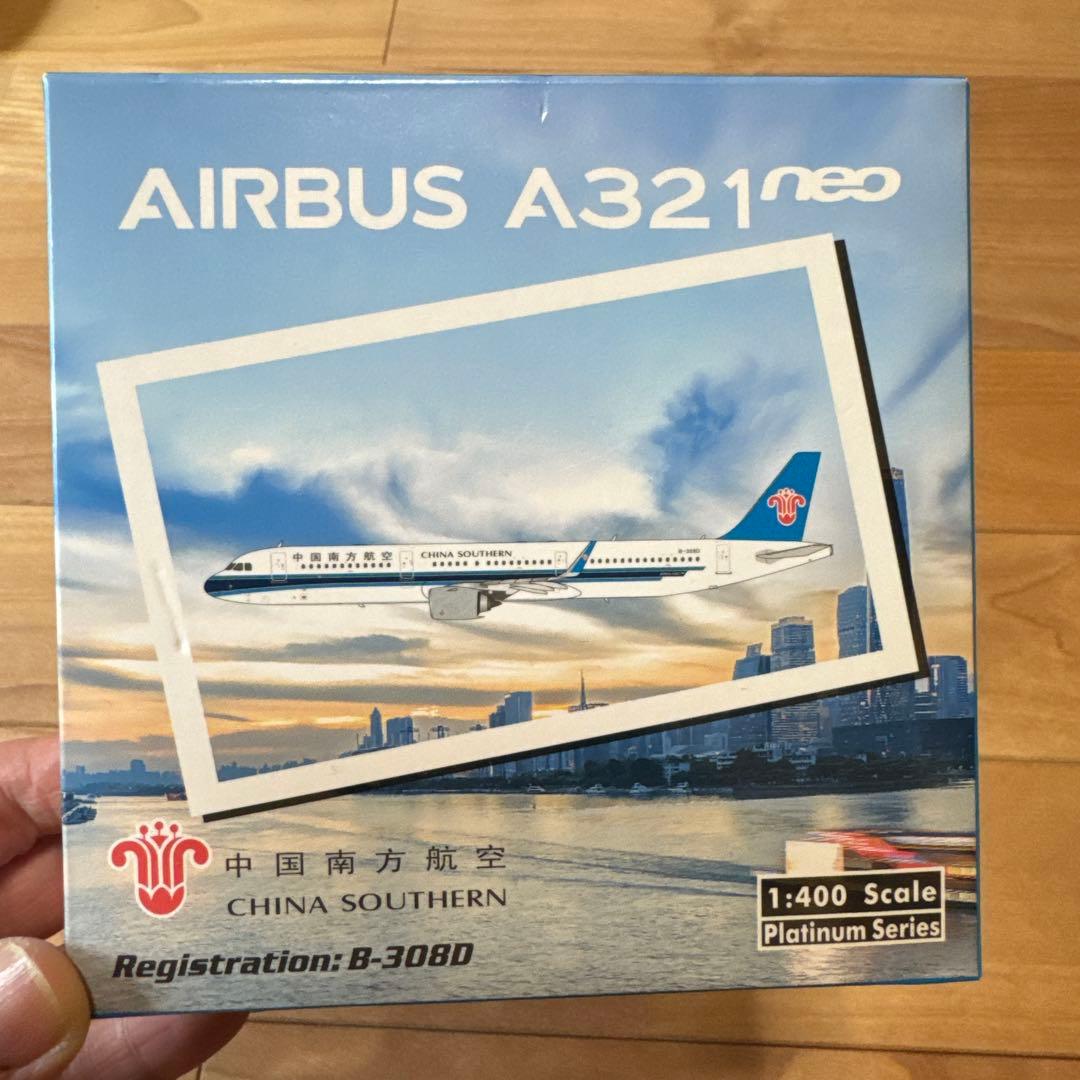 AIRBUS A321neo
中国南方航空 CHINA SOUTHERN B-308D
中国南方航空
CHINA SOUTHERN
Registration: B-308D
1:400 Scale
Platinum Series